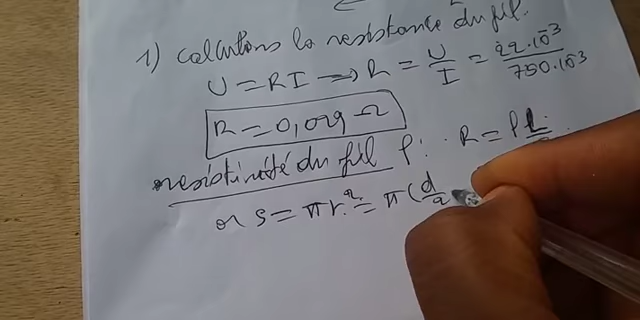 1) calculons la resistance du fil.
U = RI ⟹ R = U/I = 22.10⁻³/750.10⁻³
R = 0,029 Ω
resistivité du fil ρ : R = ρ L
or s = πr² = π(d/2